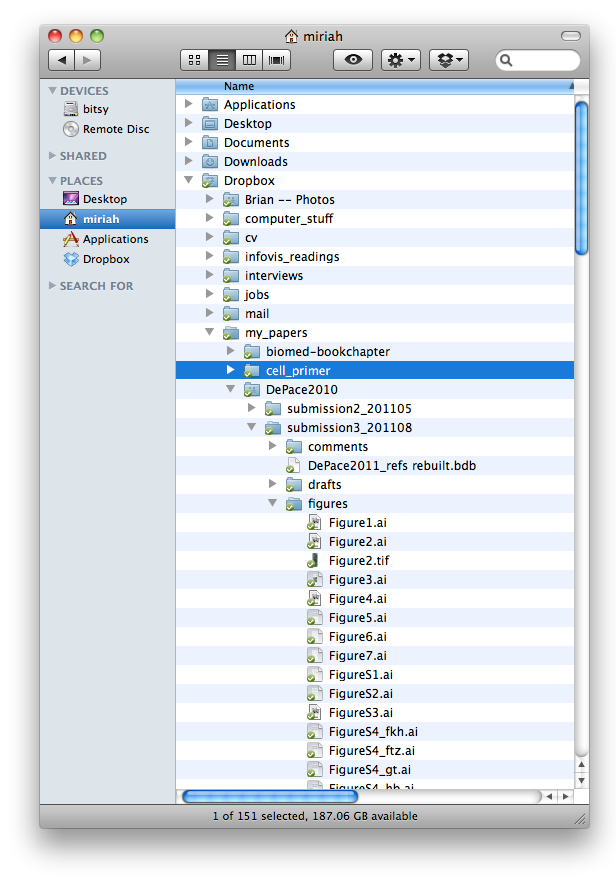 miriah
Name
DEVICES
bitsy
Remote Disc
SHARED
PLACES
Desktop
miriah
Applications
Dropbox
SEARCH FOR
Applications
Desktop
Documents
Downloads
Dropbox
Brian -- Photos
computer_stuff
cv
infovis_readings
interviews
jobs
mail
my_papers
biomed-bookchapter
cell_primer
DePace2010
submission2_201105
submission3_201108
comments
DePace2011_refs rebuilt.bdb
drafts
figures
Figure1.ai
Figure2.ai
Figure2.tif
Figure3.ai
Figure4.ai
Figure5.ai
Figure6.ai
Figure7.ai
FigureS1.ai
FigureS2.ai
FigureS3.ai
FigureS4_fkh.ai
FigureS4_ftz.ai
FigureS4_gt.ai
FigureS4_hb.ai
1 of 151 selected, 187.06 GB available